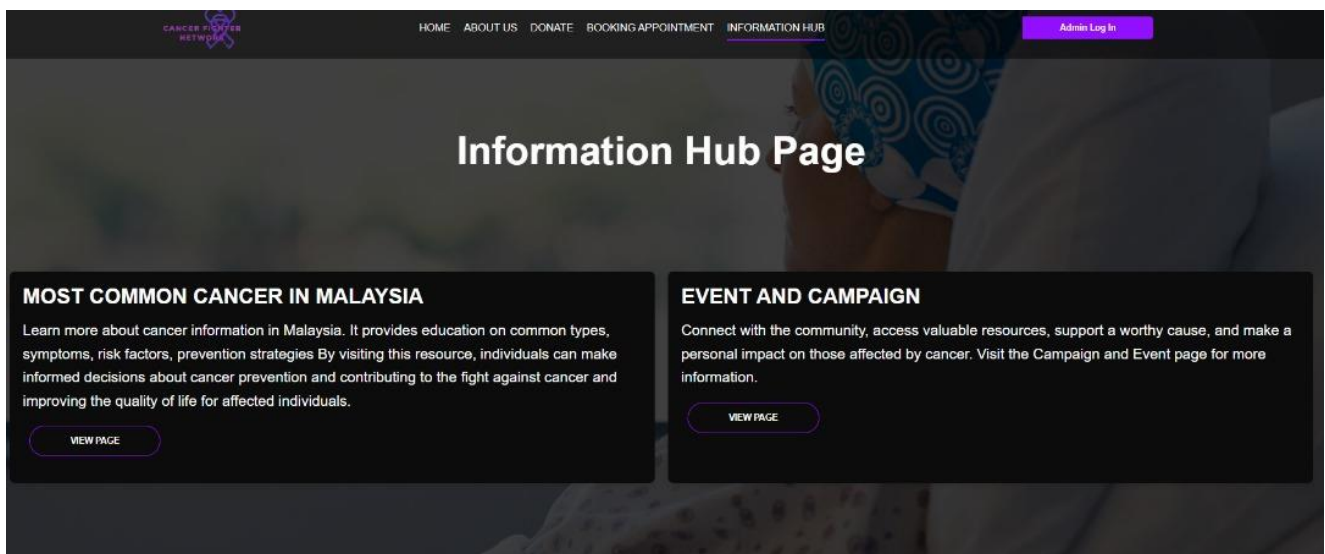 CANCER FIGHTER
NETWORK
HOME ABOUT US DONATE BOOKING APPOINTMENT INFORMATION HUB
Admin Log In
Information Hub Page
MOST COMMON CANCER IN MALAYSIA
Learn more about cancer information in Malaysia. It provides education on common types,
symptoms, risk factors, prevention strategies By visiting this resource, individuals can make
informed decisions about cancer prevention and contributing to the fight against cancer and
improving the quality of life for affected individuals.
VIEW PAGE
EVENT AND CAMPAIGN
Connect with the community, access valuable resources, support a worthy cause, and make a
personal impact on those affected by cancer. Visit the Campaign and Event page for more
information.
VIEW PAGE